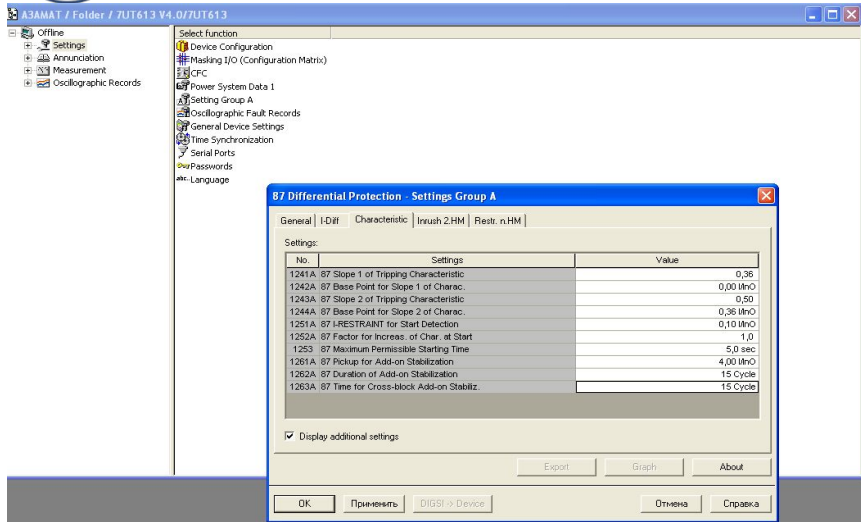 АЗАМАТ / Folder / 7UT613 V4.0/7UT613
Offline
Settings
Annunciation
Measurement
Oscillographic Records
Select function
Device Configuration
Masking I/O (Configuration Matrix)
CFC
Power System Data 1
Setting Group A
Oscillographic Fault Records
General Device Settings
Time Synchronization
Serial Ports
Passwords
abc Language
87 Differential Protection - Settings Group A
General I-Diff Characteristic Inrush 2.HM Restr. n.HM
Settings:
No. Settings Value
1241A 87 Slope 1 of Tripping Characteristic 0,36
1242A 87 Base Point for Slope 1 of Charac. 0,00 I/InO
1243A 87 Slope 2 of Tripping Characteristic 0,50
1244A 87 Base Point for Slope 2 of Charac. 0,36 I/InO
1251A 87 I-RESTRAINT for Start Detection 0,10 I/InO
1252A 87 Factor for Increas. of Char. at Start 1,0
1253 87 Maximum Permissible Starting Time 5,0 sec
1261A 87 Pickup for Add-on Stabilization 4,00 I/InO
1262A 87 Duration of Add-on Stabilization 15 Cycle
1263A 87 Time for Cross-block Add-on Stabiliz. 15 Cycle
Display additional settings
Export Graph About
OK Применить DIGSI -> Device Отмена Справка